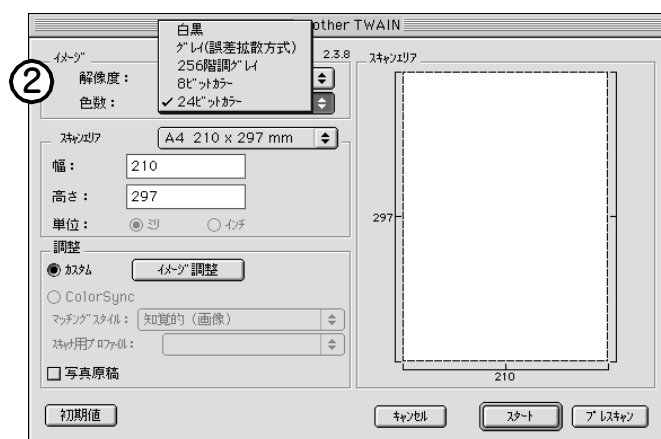 other TWAIN
白黒
グレイ(誤差拡散方式)
256階調グレイ
8ビットカラー
✓ 24ビットカラー
イメージ
2.3.8
②
解像度：
色数：
スキャンエリア
A4 210 x 297 mm
幅：
210
高さ：
297
単位：
ミリ
インチ
調整
カスタム
イメージ調整
ColorSync
マッチングスタイル：
知覚的（画像）
スキャナ用プロファイル：
写真原稿
初期値
スキャンエリア
297
210
キャンセル
スタート
プレスキャン